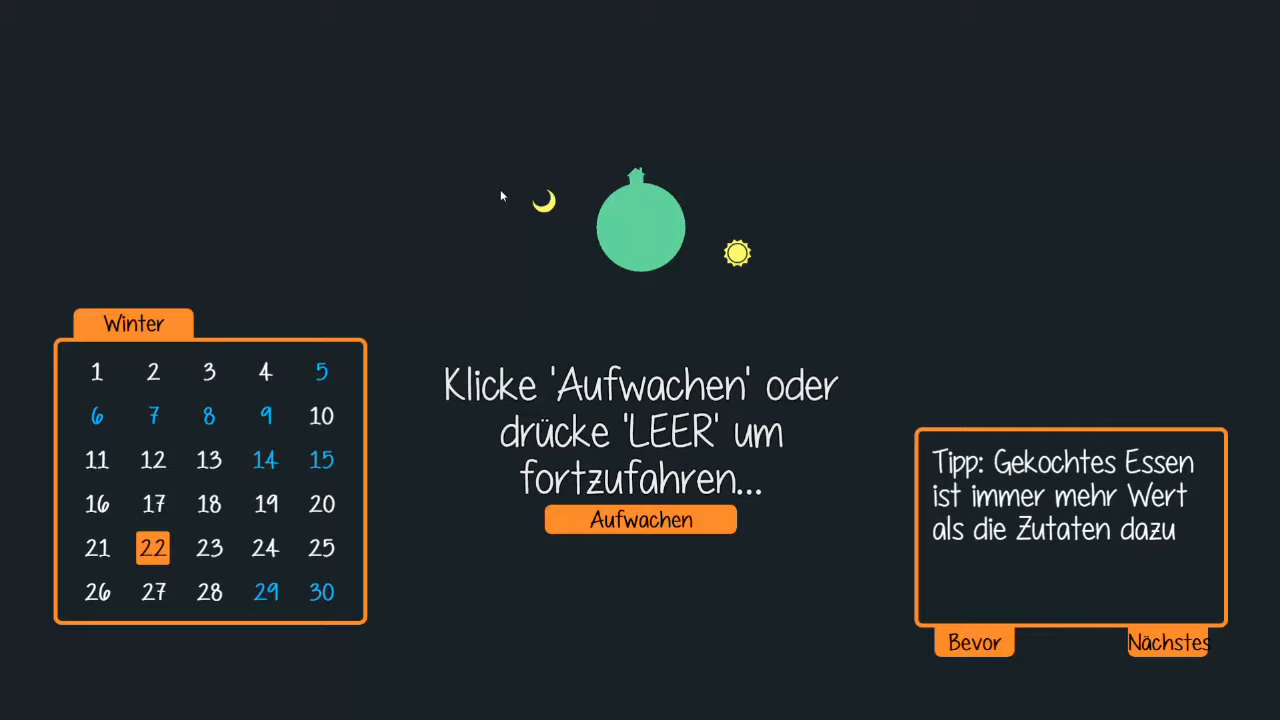 Winter
1 2 3 4 5
6 7 8 9 10
11 12 13 14 15
16 17 18 19 20
21 22 23 24 25
26 27 28 29 30
Klicke 'Aufwachen' oder
drücke 'LEER' um
fortzufahren...
Aufwachen
Tipp: Gekochtes Essen
ist immer mehr Wert
als die Zutaten dazu
Bevor
Nächstes